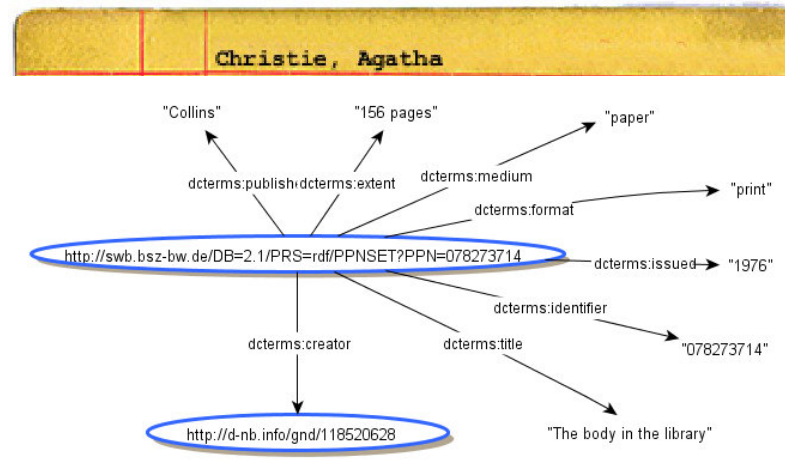 Christie, Agatha
"Collins"
"156 pages"
"paper"
dcterms:publishe
dcterms:extent
dcterms:medium
"print"
dcterms:format
http://swb.bsz-bw.de/DB=2.1/PRS=rdf/PPNSET?PPN=078273714
dcterms:issued
"1976"
dcterms:identifier
dcterms:creator
dcterms:title
"078273714"
http://d-nb.info/gnd/118520628
"The body in the library"